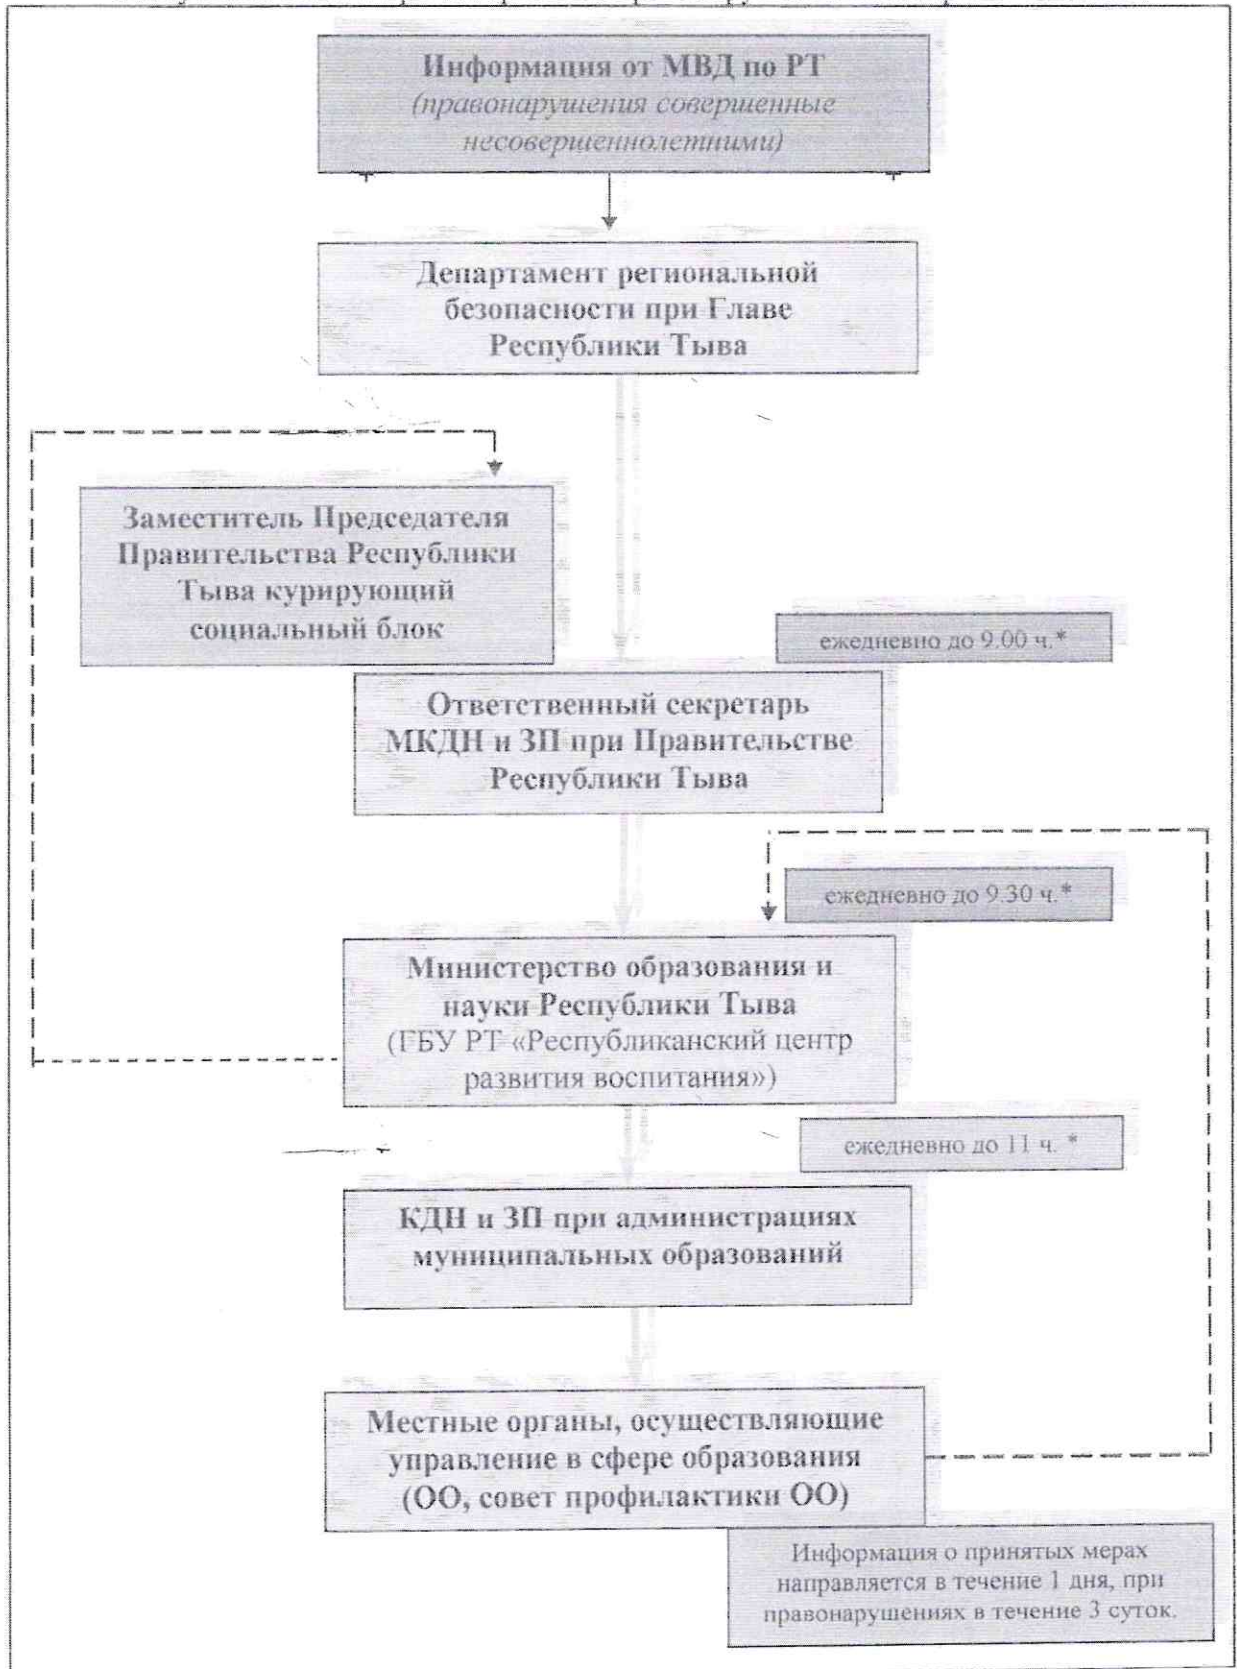 Информация от МВД по РТ
(правонарушения совершенные
несовершеннолетними)
Департамент региональной
безопасности при Главе
Республики Тыва
Заместитель Председателя
Правительства Республики
Тыва курирующий
социальный блок
ежедневно до 9.00 ч.*
Ответственный секретарь
МКДН и ЗП при Правительстве
Республики Тыва
ежедневно до 9.30 ч.*
Министерство образования и
науки Республики Тыва
(ГБУ РТ «Республиканский центр
развития воспитания»)
ежедневно до 11 ч. *
КДН и ЗП при администрациях
муниципальных образований
Местные органы, осуществляющие
управление в сфере образования
(ОО, совет профилактики ОО)
Информация о принятых мерах
направляется в течение 1 дня, при
правонарушениях в течение 3 суток.